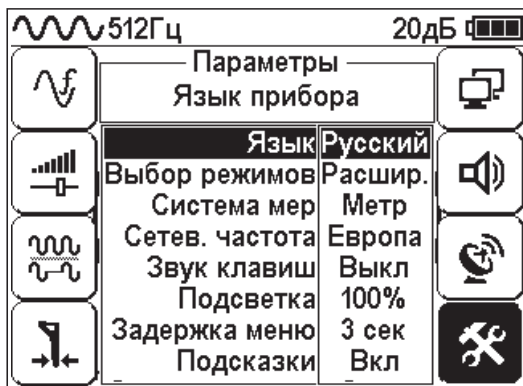 512Гц 20дБ
Параметры
Язык прибора
Язык Русский
Выбор режимов Расшир.
Система мер Метр
Сетев. частота Европа
Звук клавиш Выкл
Подсветка 100%
Задержка меню 3 сек
Подсказки Вкл
f